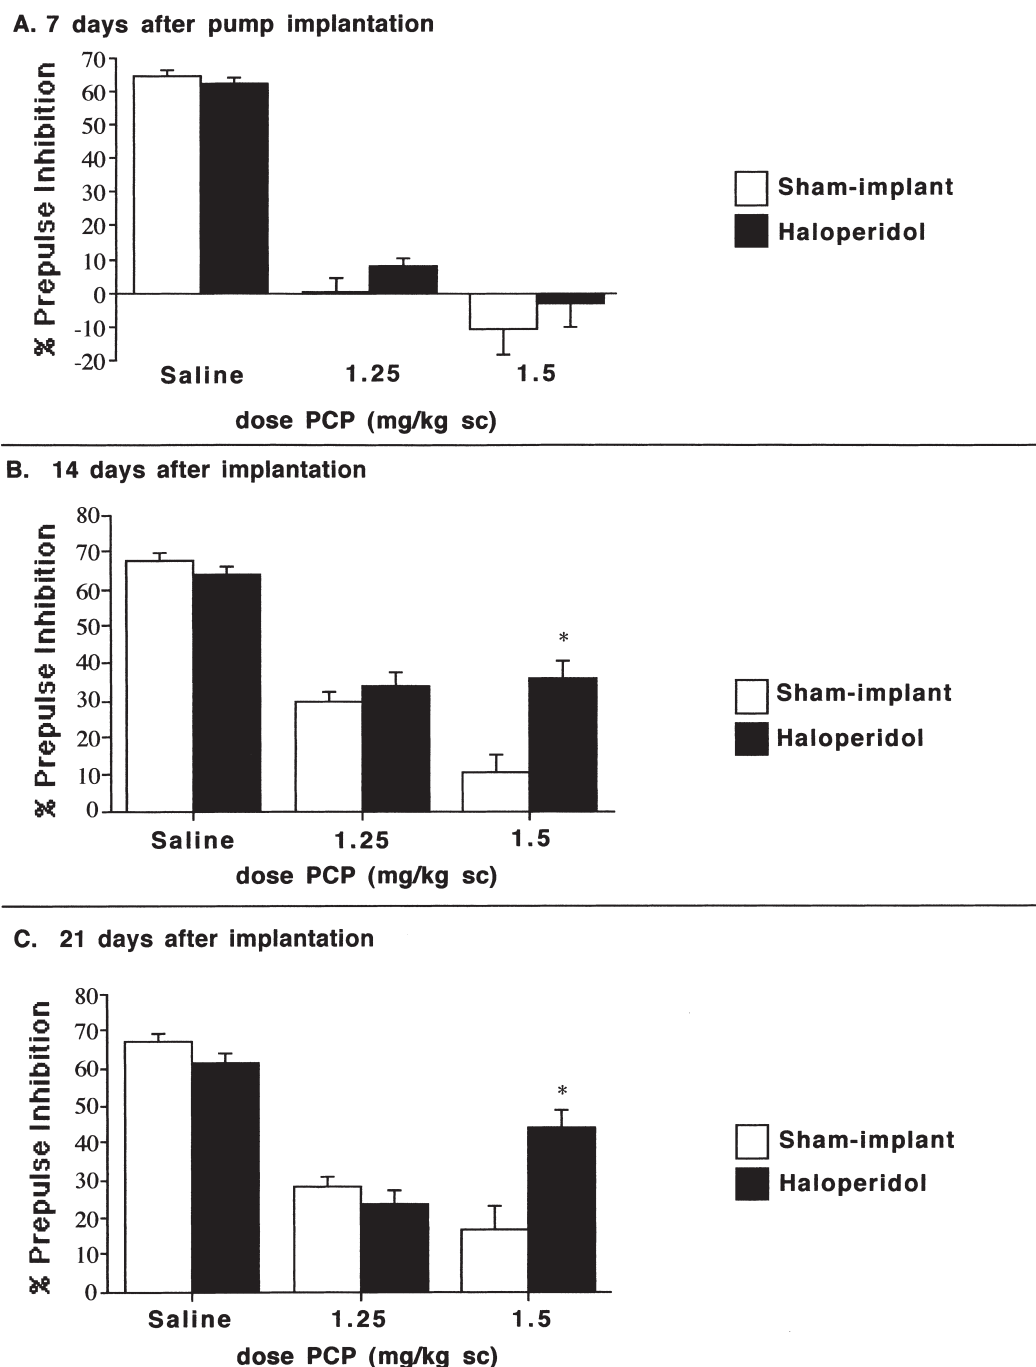 A. 7 days after pump implantation
% Prepulse Inhibition
70
60
50
40
30
20
10
0
-10
-20
Saline 1.25 1.5
dose PCP (mg/kg sc)
Sham-implant
Haloperidol
B. 14 days after implantation
% Prepulse Inhibition
80
70
60
50
40
30
20
10
0
*
Saline 1.25 1.5
dose PCP (mg/kg sc)
Sham-implant
Haloperidol
C. 21 days after implantation
% Prepulse Inhibition
80
70
60
50
40
30
20
10
0
*
Saline 1.25 1.5
dose PCP (mg/kg sc)
Sham-implant
Haloperidol